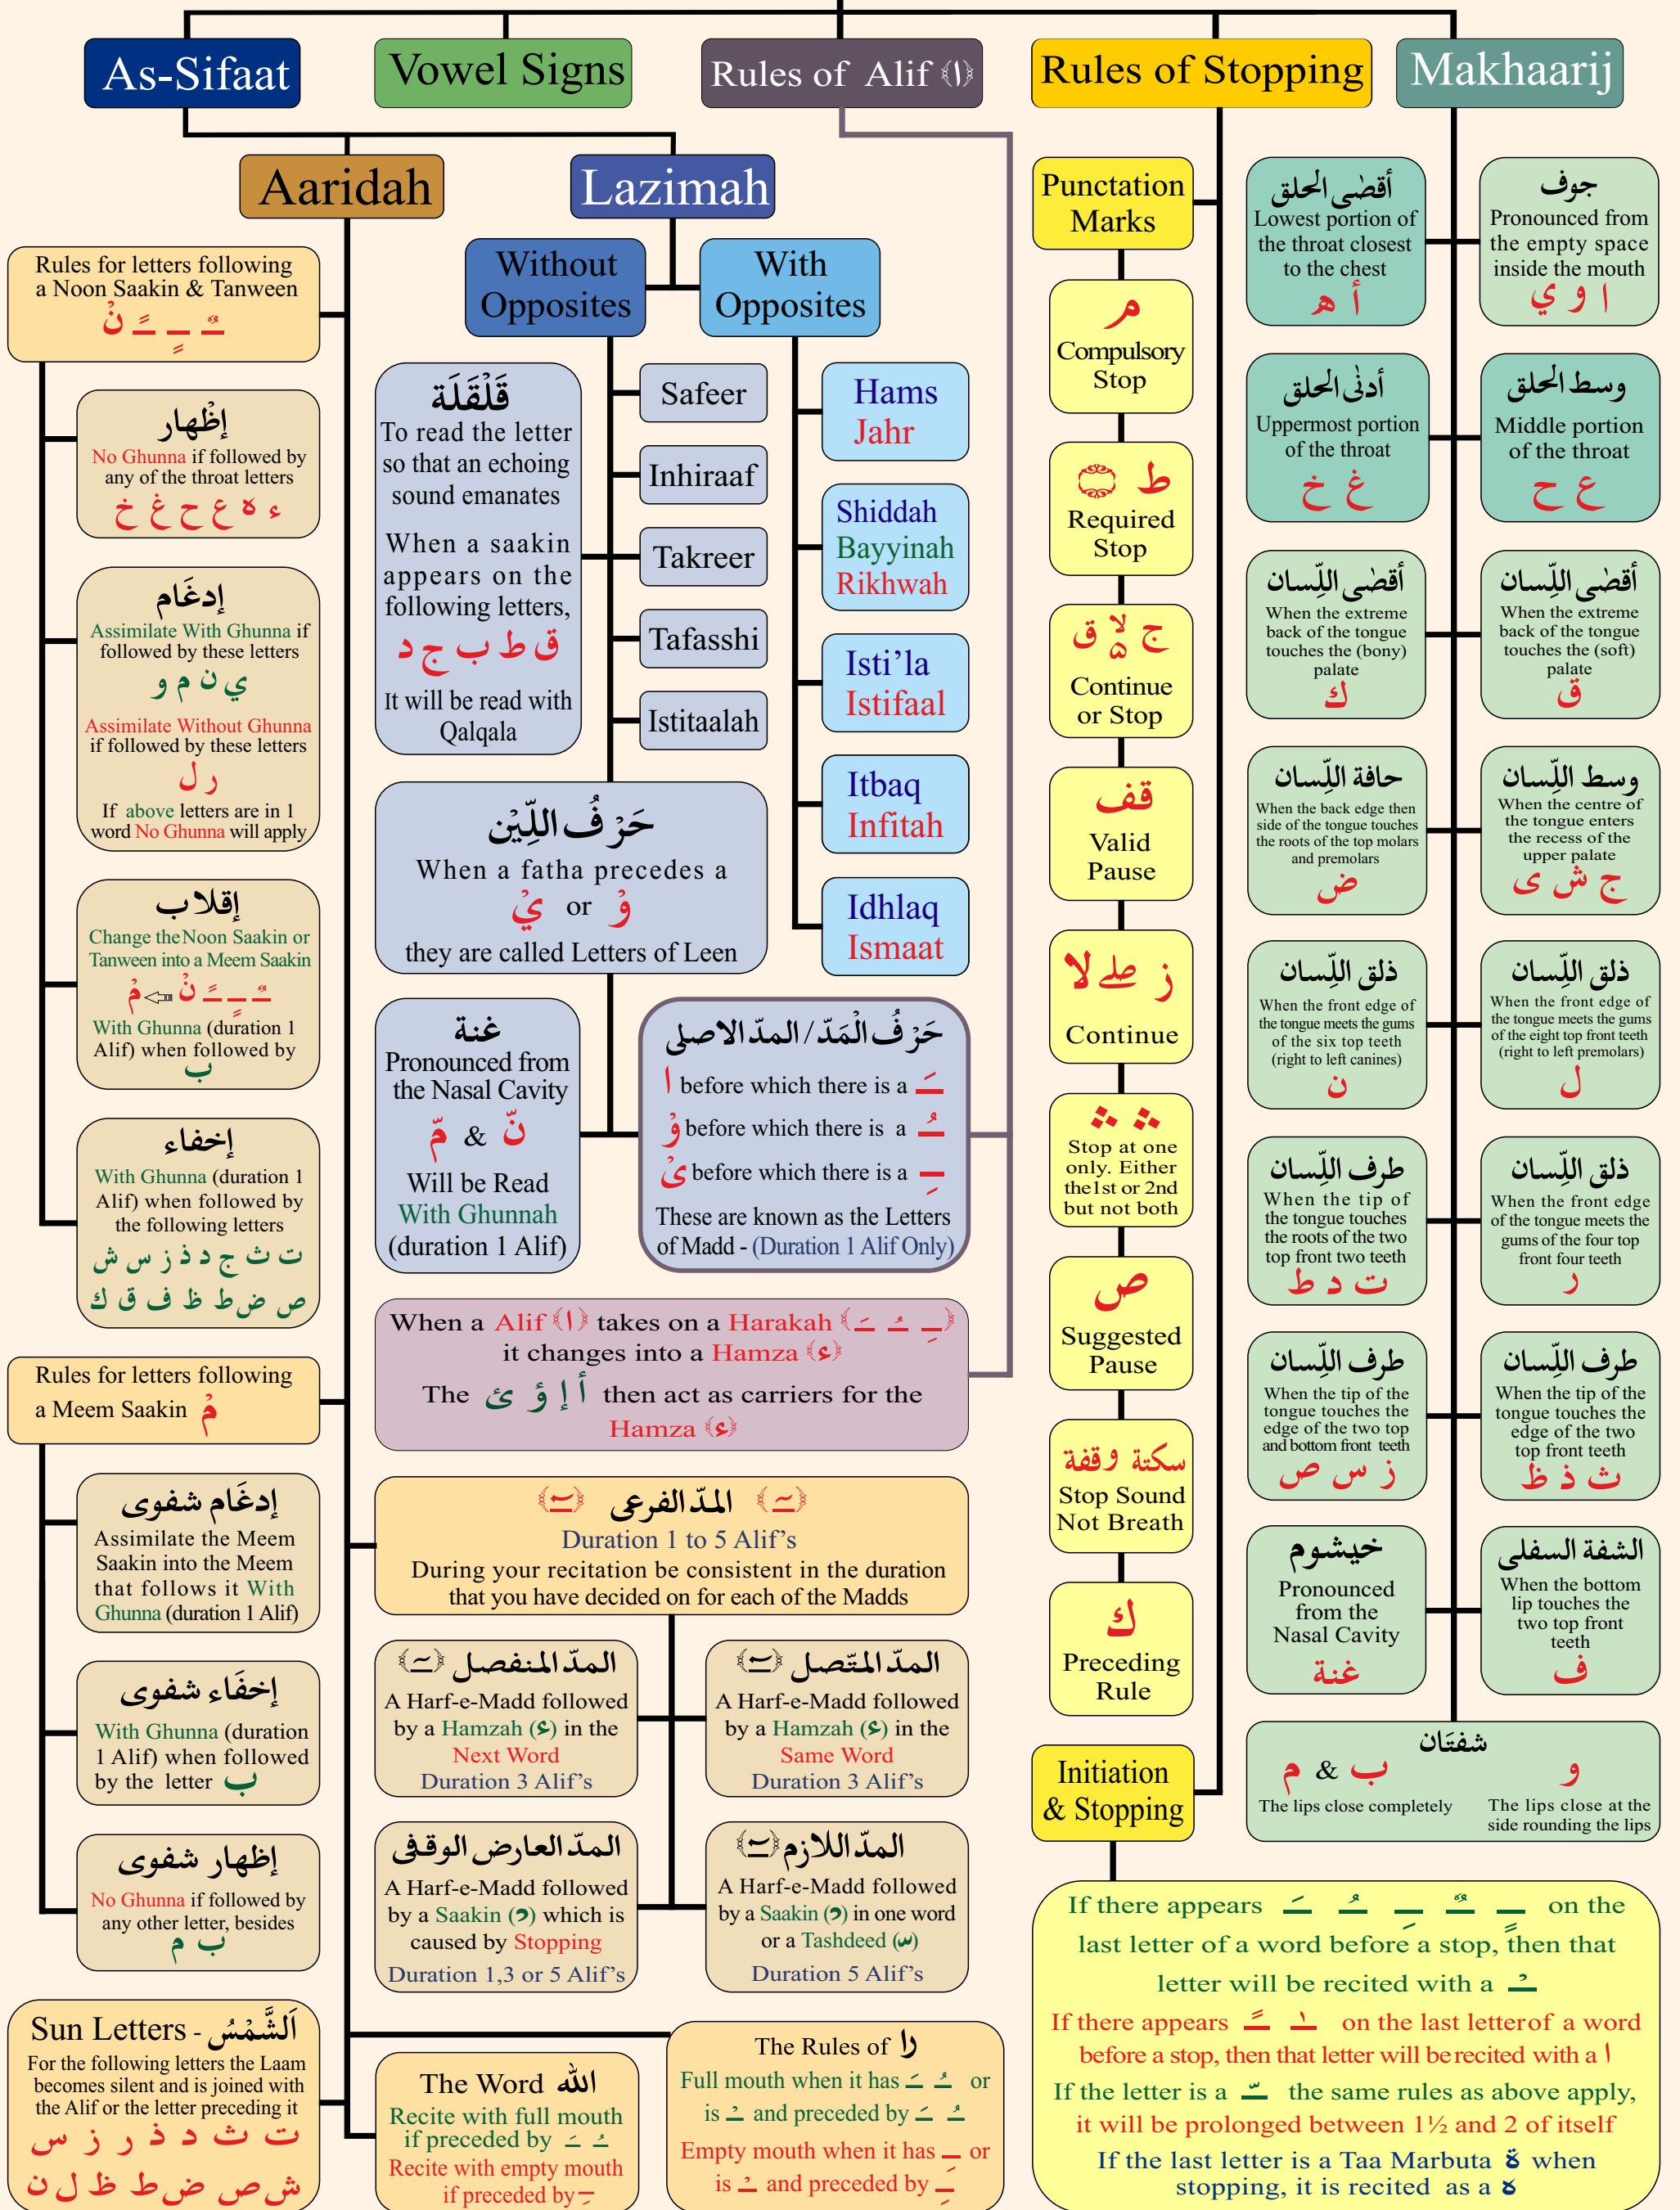 As-Sifaat
Vowel Signs
Rules of Alif ﴿ا﴾
Rules of Stopping
Makhaarij
Aaridah
Lazimah
Rules for letters following
a Noon Saakin & Tanween
نْ ـً ـٍ ـٌ
إظْهار
No Ghunna if followed by
any of the throat letters
ء ه ع ح غ خ
إدغَام
Assimilate With Ghunna if
followed by these letters
ي ن م و
Assimilate Without Ghunna
if followed by these letters
ر ل
If above letters are in 1
word No Ghunna will apply
إقلاب
Change the Noon Saakin or
Tanween into a Meem Saakin
ـٌ ـٍ ـً نْ ⇦ مْ
With Ghunna (duration 1
Alif) when followed by
ب
إخفاء
With Ghunna (duration 1
Alif) when followed by
the following letters
ت ث ج د ذ ز س ش
ص ض ط ظ ف ق ك
Rules for letters following
a Meem Saakin مْ
إدغَام شفوى
Assimilate the Meem
Saakin into the Meem
that follows it With
Ghunna (duration 1 Alif)
إخفَاء شفوى
With Ghunna (duration
1 Alif) when followed
by the letter ب
إظهار شفوى
No Ghunna if followed by
any other letter, besides
ب م
Sun Letters - اَلشَّمْسُ
For the following letters the Laam
becomes silent and is joined with
the Alif or the letter preceding it
ت ث د ذ ر ز س
ش ص ض ط ظ ل ن
Without
Opposites
With
Opposites
قَلْقَلَة
To read the letter
so that an echoing
sound emanates
When a saakin
appears on the
following letters,
ق ط ب ج د
It will be read with
Qalqala
Safeer
Inhiraaf
Takreer
Tafasshi
Istitaalah
Hams
Jahr
Shiddah
Bayyinah
Rikhwah
Isti’la
Istifaal
Itbaq
Infitah
Idhlaq
Ismaat
حَرْفُ اللِّيْن
When a fatha precedes a
يْ or وْ
they are called Letters of Leen
غنة
Pronounced from
the Nasal Cavity
مّ & نّ
Will be Read
With Ghunnah
(duration 1 Alif)
حَرْفُ الْمَدّ / المدّ الاصلى
ا before which there is a ـَ
وْ before which there is a ـُ
ىْ before which there is a ـِ
These are known as the Letters
of Madd - (Duration 1 Alif Only)
When a Alif ﴿ا﴾ takes on a Harakah ﴿ـَ ـُ ـِ﴾
it changes into a Hamza ﴿ء﴾
The أ إ ؤ ئ then act as carriers for the
Hamza ﴿ء﴾
﴿ـٓ﴾ المدّ الفرعى ﴿ـٓ﴾
Duration 1 to 5 Alif’s
During your recitation be consistent in the duration
that you have decided on for each of the Madds
المدّ المنفصل ﴿ـٓ﴾
A Harf-e-Madd followed
by a Hamzah (ء) in the
Next Word
Duration 3 Alif’s
المدّ المتّصل ﴿ـٓ﴾
A Harf-e-Madd followed
by a Hamzah (ء) in the
Same Word
Duration 3 Alif’s
المدّ العارض الوقفى
A Harf-e-Madd followed
by a Saakin (ْ) which is
caused by Stopping
Duration 1,3 or 5 Alif’s
المدّ اللازم ﴿ـٓ﴾
A Harf-e-Madd followed
by a Saakin (ْ) in one word
or a Tashdeed (ّ)
Duration 5 Alif’s
The Word الله
Recite with full mouth
if preceded by ـَ ـُ
Recite with empty mouth
if preceded by ـِ
The Rules of را
Full mouth when it has ـَ ـُ or
is ـْ and preceded by ـَ ـُ
Empty mouth when it has ـِ or
is ـْ and preceded by ـِ
Punctation
Marks
م
Compulsory
Stop
ط
Required
Stop
ج لا ۵ ق
Continue
or Stop
قف
Valid
Pause
ز صلے لا
Continue
∴ ∴
Stop at one
only. Either
the1st or 2nd
but not both
ص
Suggested
Pause
سكتة وقفة
Stop Sound
Not Breath
ك
Preceding
Rule
Initiation
& Stopping
If there appears ـَ ـُ ـِ ـٌ ـٍ on the
last letter of a word before a stop, then that
letter will be recited with a ـْ
If there appears ـً ـٰ on the last letter of a word
before a stop, then that letter will be recited with a ا
If the letter is a ـّ the same rules as above apply,
it will be prolonged between 1½ and 2 of itself
If the last letter is a Taa Marbuta ة when
stopping, it is recited as a ه
أقصٰى الحلق
Lowest portion of
the throat closest
to the chest
أ ه
جوف
Pronounced from
the empty space
inside the mouth
ا و ي
أدنٰى الحلق
Uppermost portion
of the throat
غ خ
وسط الحلق
Middle portion
of the throat
ع ح
أقصٰى اللِّسان
When the extreme
back of the tongue
touches the (bony)
palate
ك
أقصٰى اللِّسان
When the extreme
back of the tongue
touches the (soft)
palate
ق
حافة اللِّسان
When the back edge then
side of the tongue touches
the roots of the top molars
and premolars
ض
وسط اللِّسان
When the centre of
the tongue enters
the recess of the
upper palate
ج ش ى
ذلق اللِّسان
When the front edge of
the tongue meets the gums
of the six top teeth
(right to left canines)
ن
ذلق اللِّسان
When the front edge of
the tongue meets the gums
of the eight top front teeth
(right to left premolars)
ل
طرف اللِّسان
When the tip of
the tongue touches
the roots of the two
top front two teeth
ت د ط
ذلق اللِّسان
When the front edge
of the tongue meets the
gums of the four top
front four teeth
ر
طرف اللِّسان
When the tip of the
tongue touches the
edge of the two top
and bottom front teeth
ز س ص
طرف اللِّسان
When the tip of the
tongue touches the
edge of the two
top front teeth
ث ذ ظ
خيشوم
Pronounced
from the
Nasal Cavity
غنة
الشفة السفلى
When the bottom
lip touches the
two top front
teeth
ف
شفتَان
م & ب
The lips close completely
و
The lips close at the
side rounding the lips